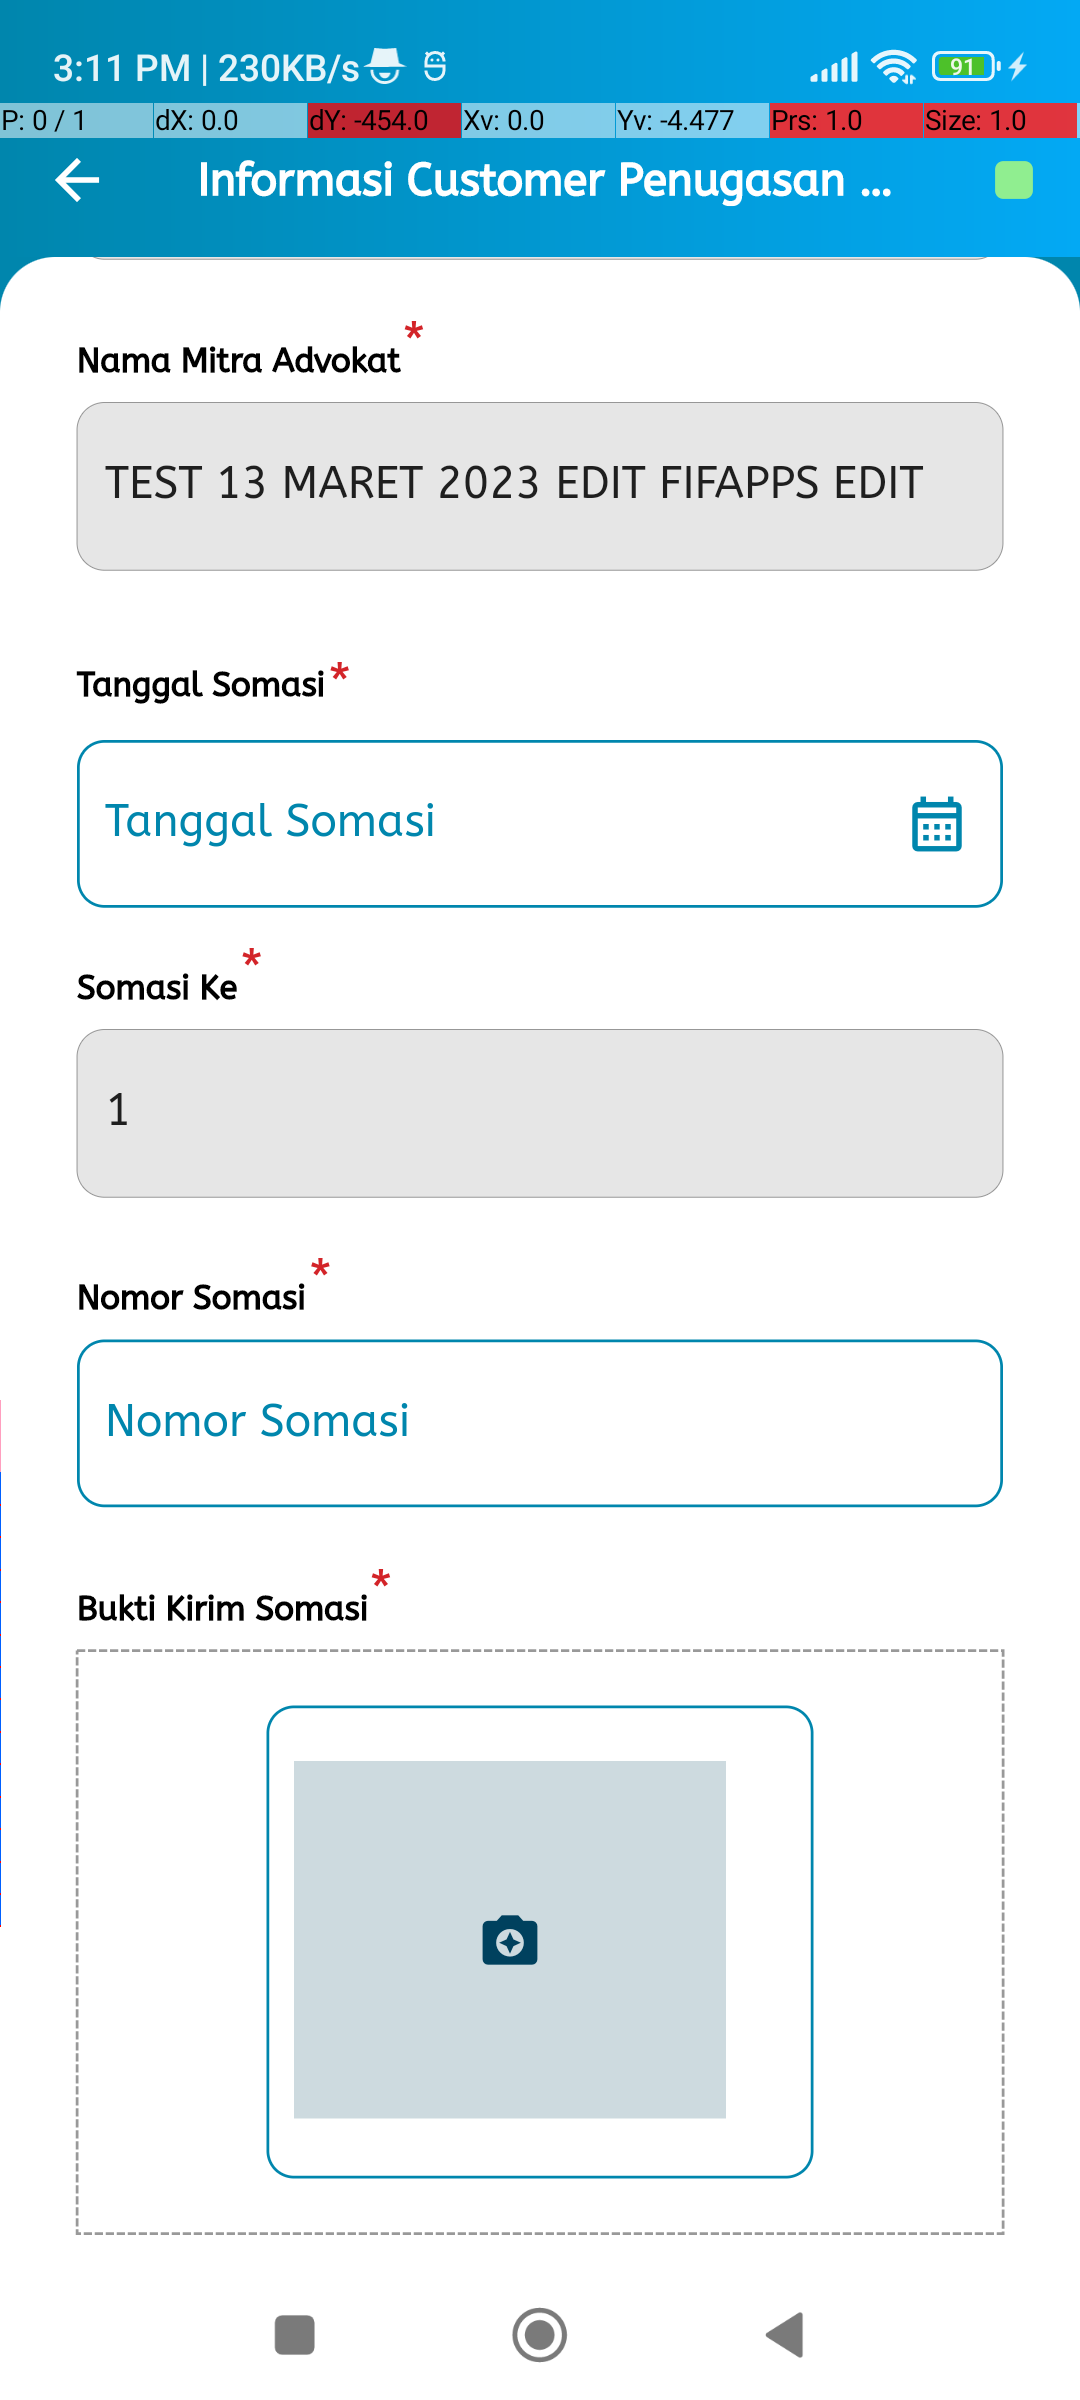 3:11 PM | 230KB/s
91
P: 0 / 1 dX: 0.0 dY: -454.0 Xv: 0.0 Yv: -4.477 Prs: 1.0 Size: 1.0
Informasi Customer Penugasan ...
Nama Mitra Advokat *
TEST 13 MARET 2023 EDIT FIFAPPS EDIT
Tanggal Somasi *
Tanggal Somasi
Somasi Ke *
1
Nomor Somasi *
Nomor Somasi
Bukti Kirim Somasi *